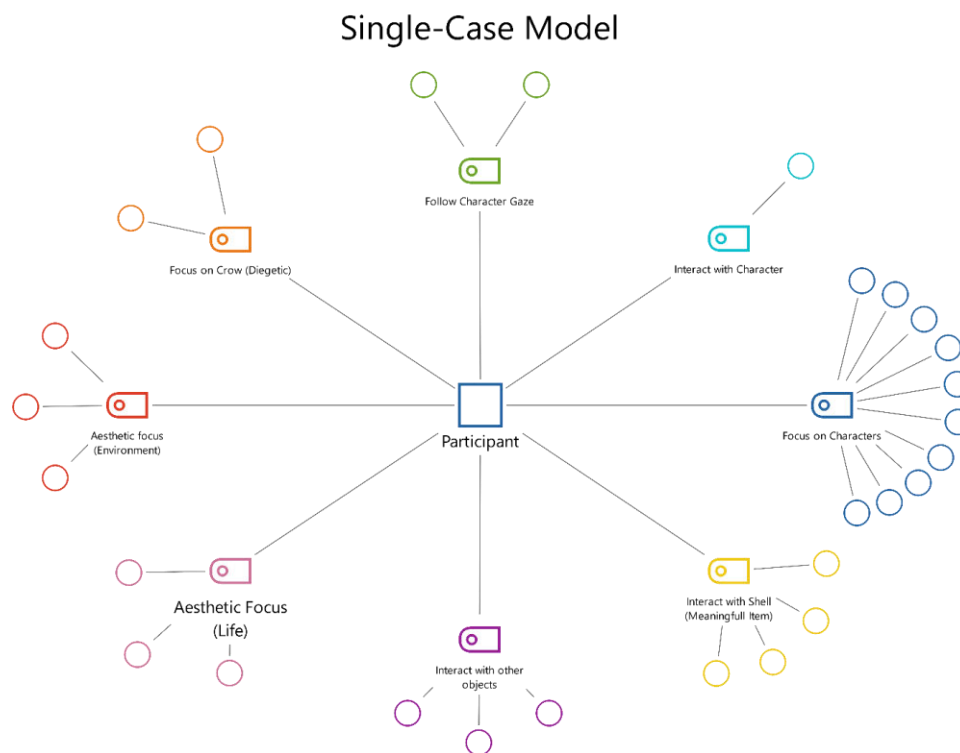 Single-Case Model
Follow Character Gaze
Focus on Crow (Diegetic)
Interact with Character
Aesthetic focus
(Environment)
Participant
Focus on Characters
Aesthetic Focus
(Life)
Interact with Shell
(Meaningfull Item)
Interact with other
objects